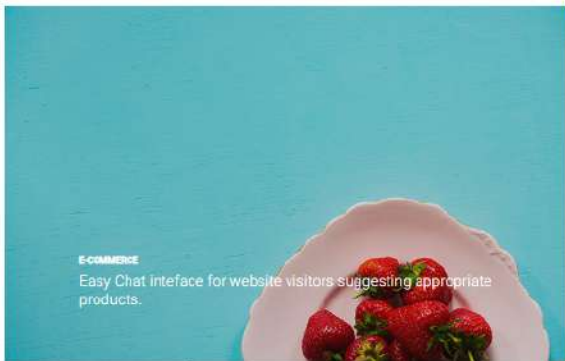 E-COMMERCE
Easy Chat inteface for website visitors suggesting appropriate
products.